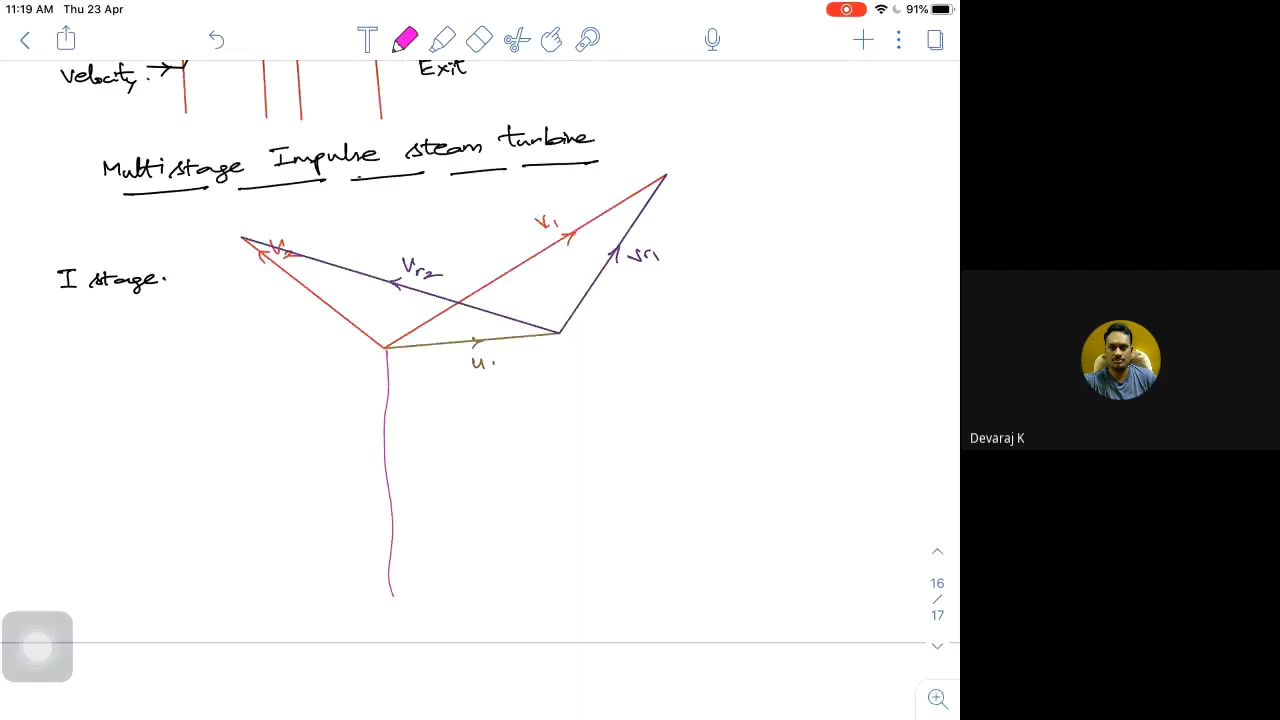 11:19 AM Thu 23 Apr
91%
T
Velocity.
Exit
Multistage Impulse steam turbine
V1
V2
Vr2
Vr1
I stage.
u.
Devaraj K
16
/
17